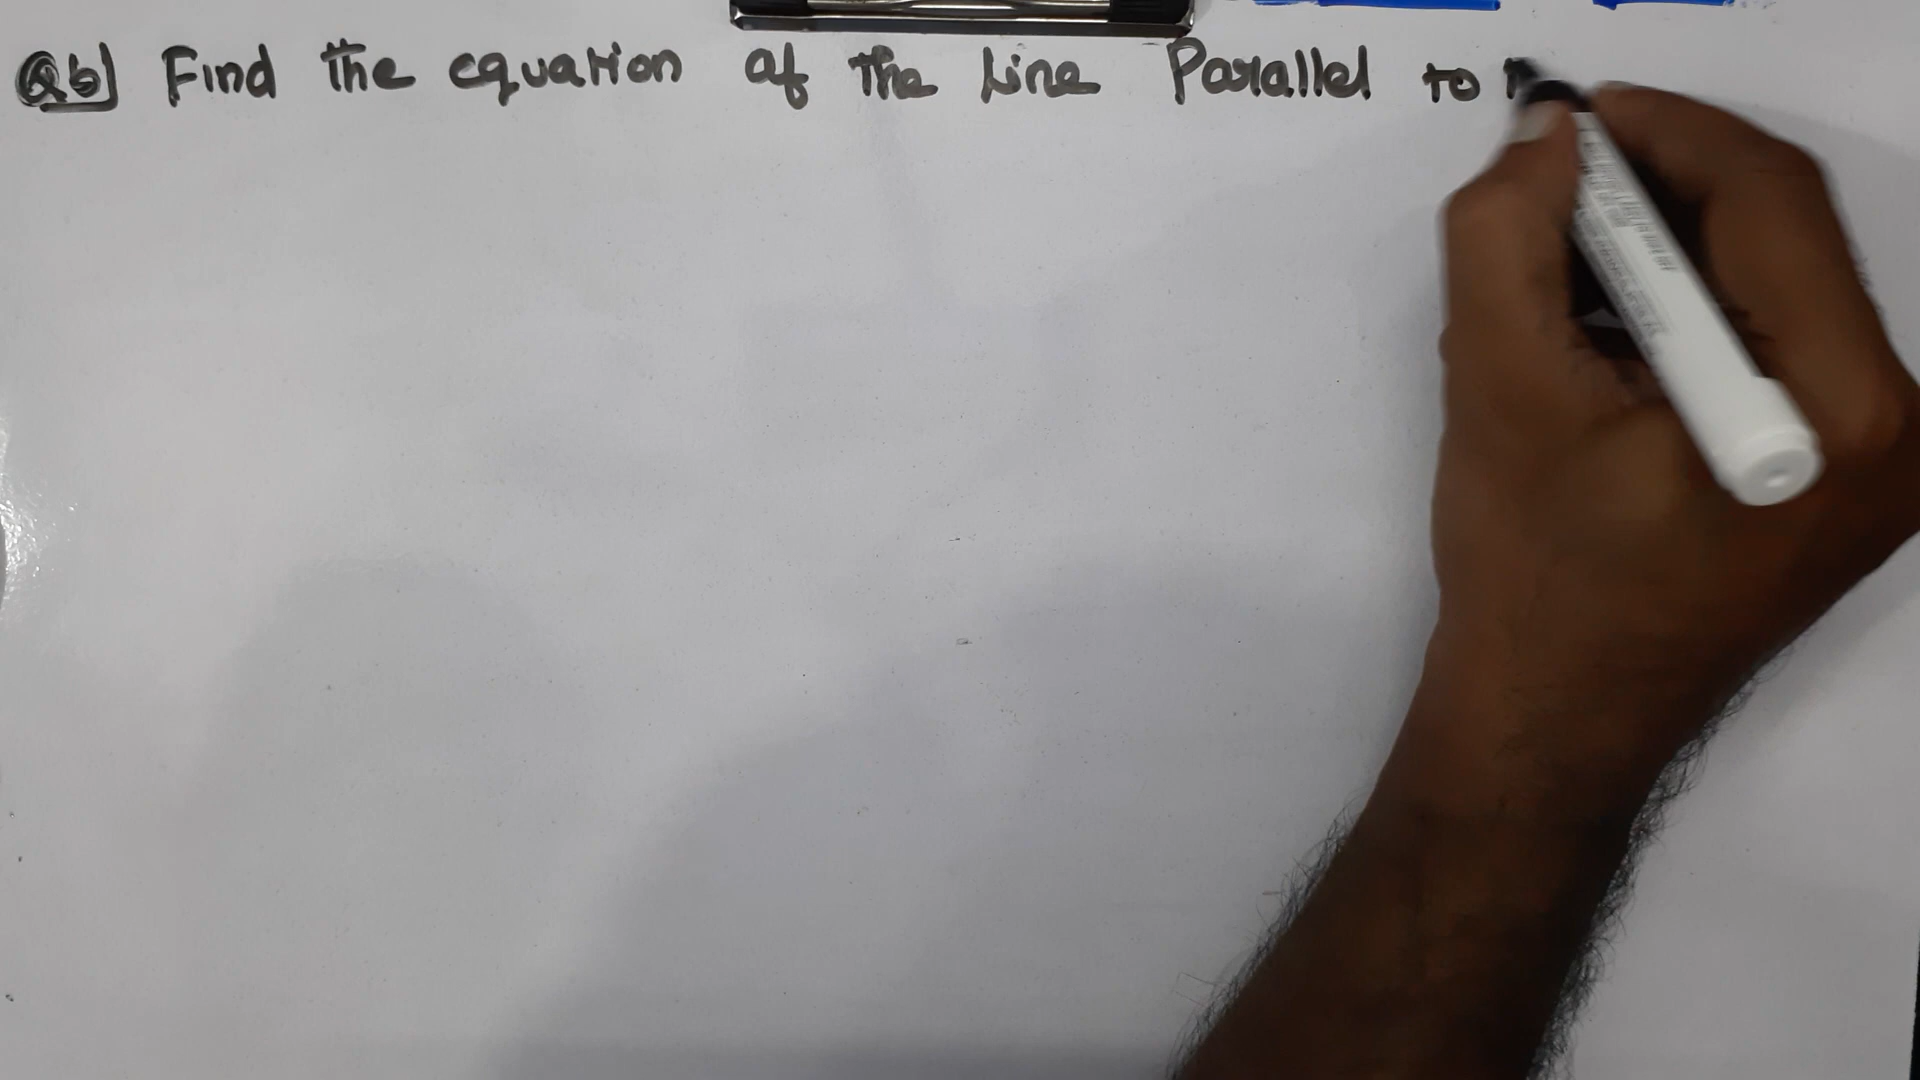 Q6) Find the equation of the Line Parallel to